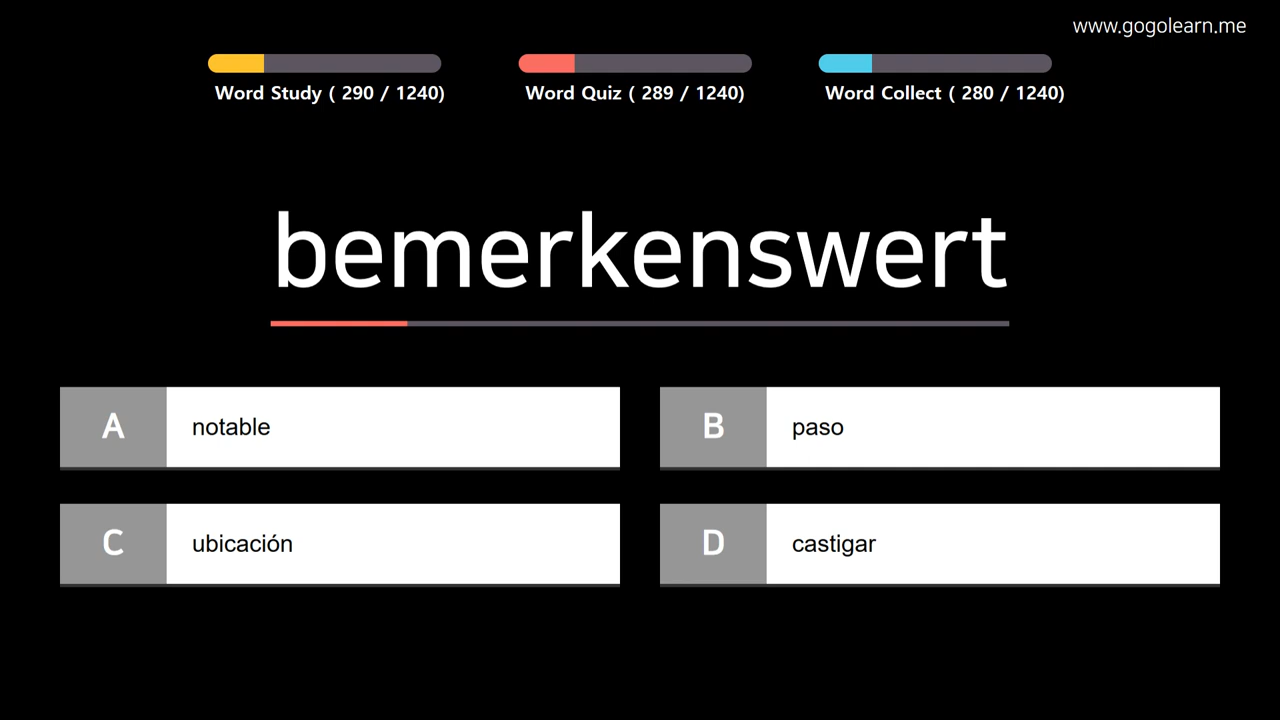 www.gogolearn.me
Word Study ( 290 / 1240)
Word Quiz ( 289 / 1240)
Word Collect ( 280 / 1240)
bemerkenswert
A notable
B paso
C ubicación
D castigar